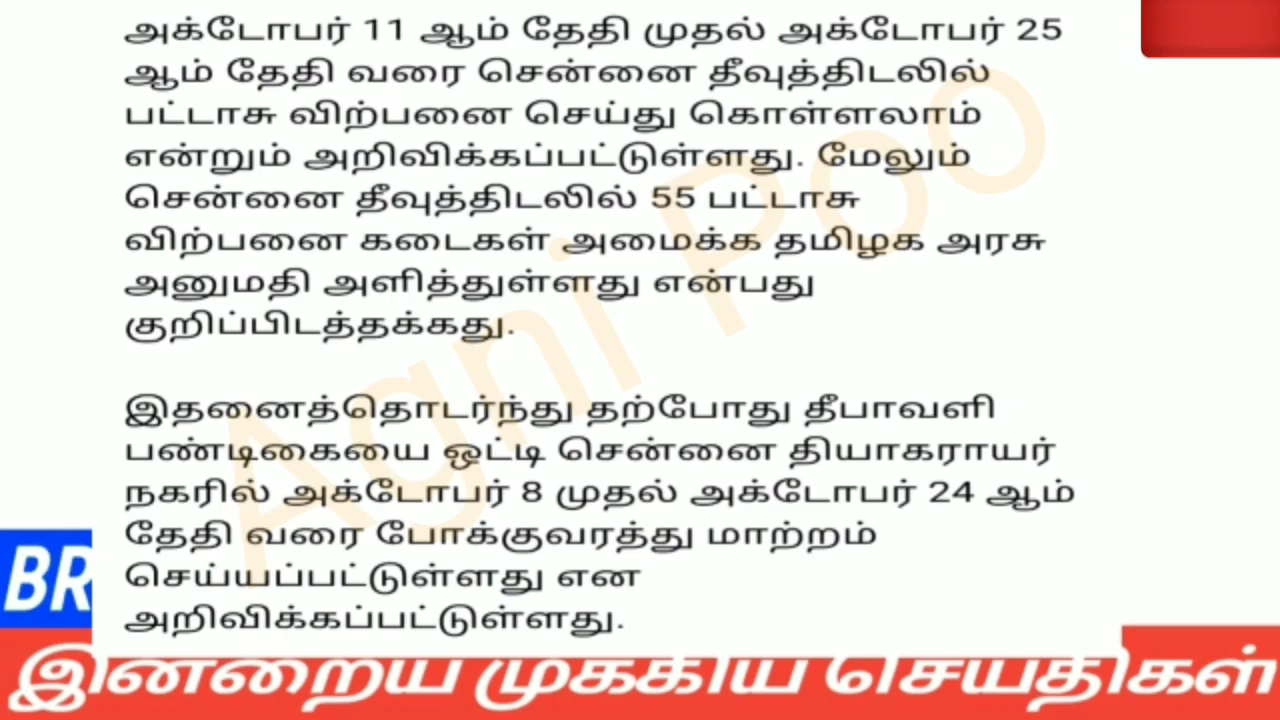 அக்டோபர் 11 ஆம் தேதி முதல் அக்டோபர் 25
ஆம் தேதி வரை சென்னை தீவுத்திடலில்
பட்டாசு விற்பனை செய்து கொள்ளலாம்
என்றும் அறிவிக்கப்பட்டுள்ளது. மேலும்
சென்னை தீவுத்திடலில் 55 பட்டாசு
விற்பனை கடைகள் அமைக்க தமிழக அரசு
அனுமதி அளித்துள்ளது என்பது
குறிப்பிடத்தக்கது.
இதனைத்தொடர்ந்து தற்போது தீபாவளி
பண்டிகையை ஒட்டி சென்னை தியாகராயர்
நகரில் அக்டோபர் 8 முதல் அக்டோபர் 24 ஆம்
தேதி வரை போக்குவரத்து மாற்றம்
செய்யப்பட்டுள்ளது என
அறிவிக்கப்பட்டுள்ளது.
Agni Poo
BR
இன்றைய முக்கிய செய்திகள்